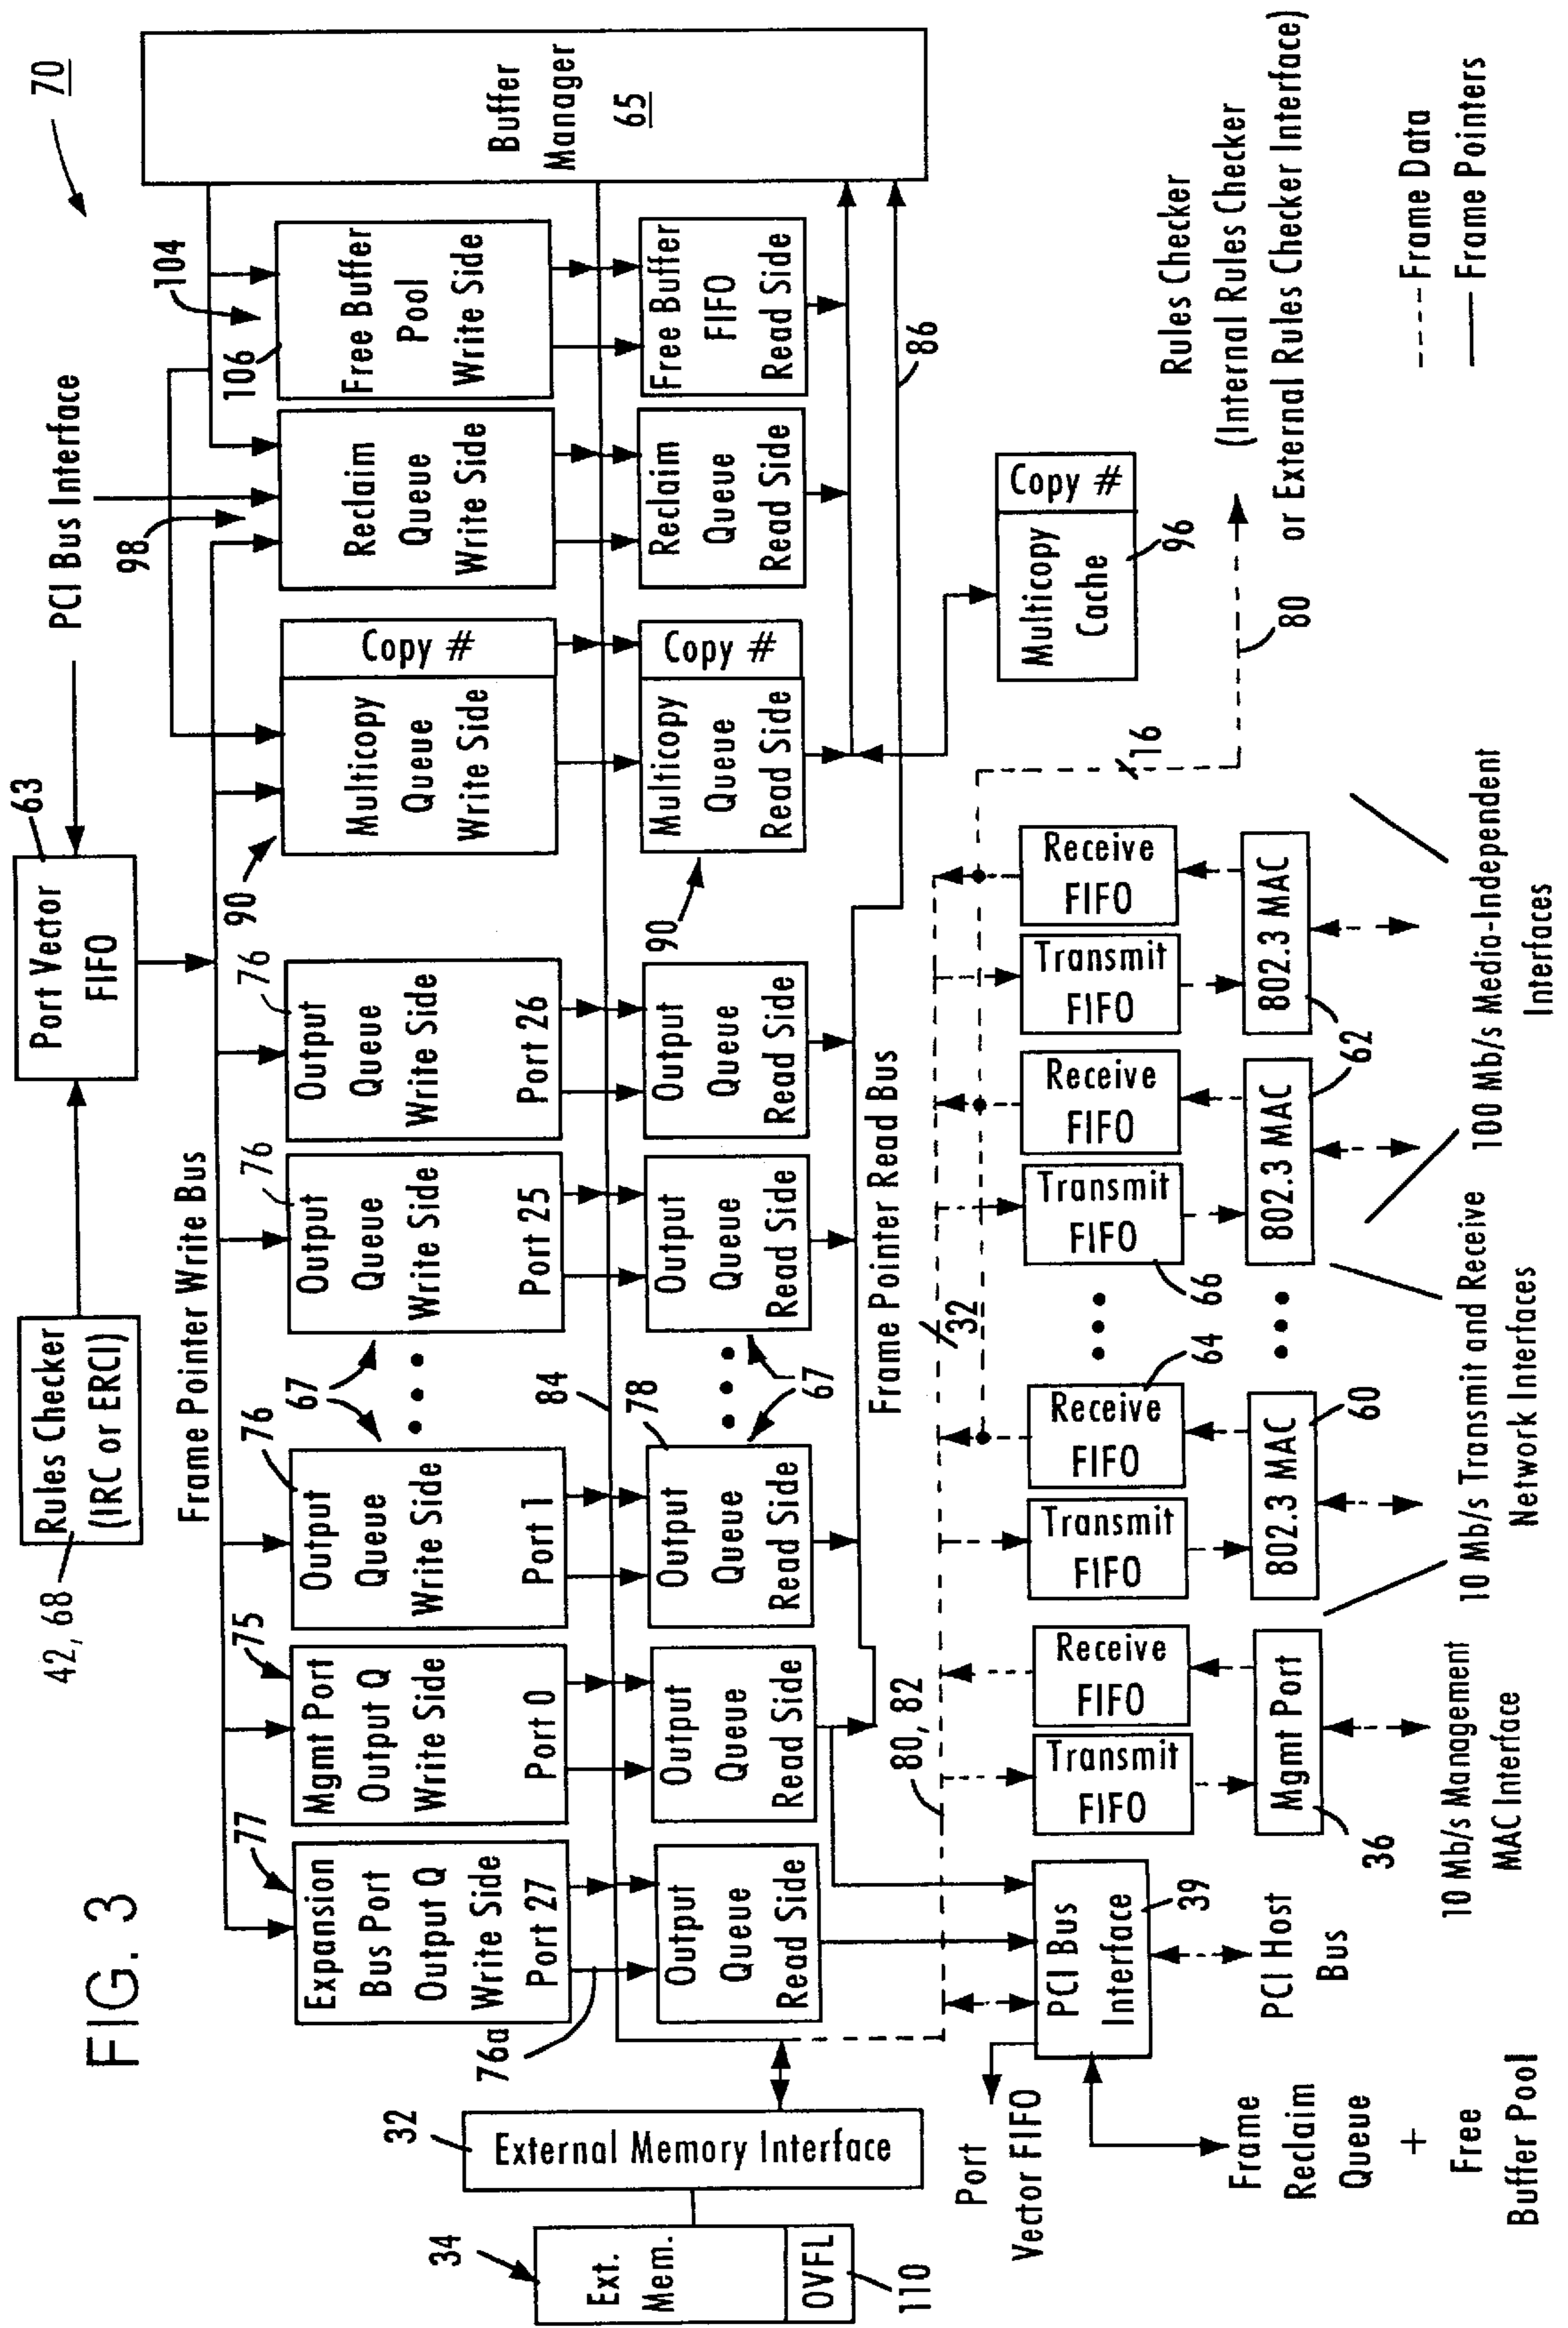 FIG. 3
70
42, 68
Rules Checker
(IRC or ERCI)
Port Vector
FIFO
63
PCI Bus Interface
Frame Pointer Write Bus
77
Expansion
Bus Port
Output Q
Write Side
Port 27
75
Mgmt Port
Output Q
Write Side
Port 0
76
Output
Queue
Write Side
Port 1
67
76
Output
Queue
Write Side
Port 25
76
Output
Queue
Write Side
Port 26
90
Multicopy
Queue
Write Side
Copy #
98
Reclaim
Queue
Write Side
104
106
Free Buffer
Pool
Write Side
Buffer
Manager
65
76a
84
Output
Queue
Read Side
Output
Queue
Read Side
78
Output
Queue
Read Side
67
Output
Queue
Read Side
Output
Queue
Read Side
90
Multicopy
Queue
Read Side
Copy #
Reclaim
Queue
Read Side
Free Buffer
FIFO
Read Side
32
External Memory Interface
34
Ext.
Mem.
OVFL
110
80, 82
Frame Pointer Read Bus
86
32
16
80
Multicopy
Cache
Copy #
96
Port
Vector FIFO
PCI Bus
Interface
39
Transmit
FIFO
Receive
FIFO
Mgmt Port
36
Transmit
FIFO
Receive
FIFO
64
802.3 MAC
60
Transmit
FIFO
66
Receive
FIFO
802.3 MAC
62
Transmit
FIFO
Receive
FIFO
802.3 MAC
Rules Checker
(Internal Rules Checker
or External Rules Checker Interface)
Frame
Reclaim
Queue
+
Free
Buffer Pool
PCI Host
Bus
10 Mb/s Management
MAC Interface
10 Mb/s Transmit and Receive
Network Interfaces
100 Mb/s Media-Independent
Interfaces
Frame Data
Frame Pointers